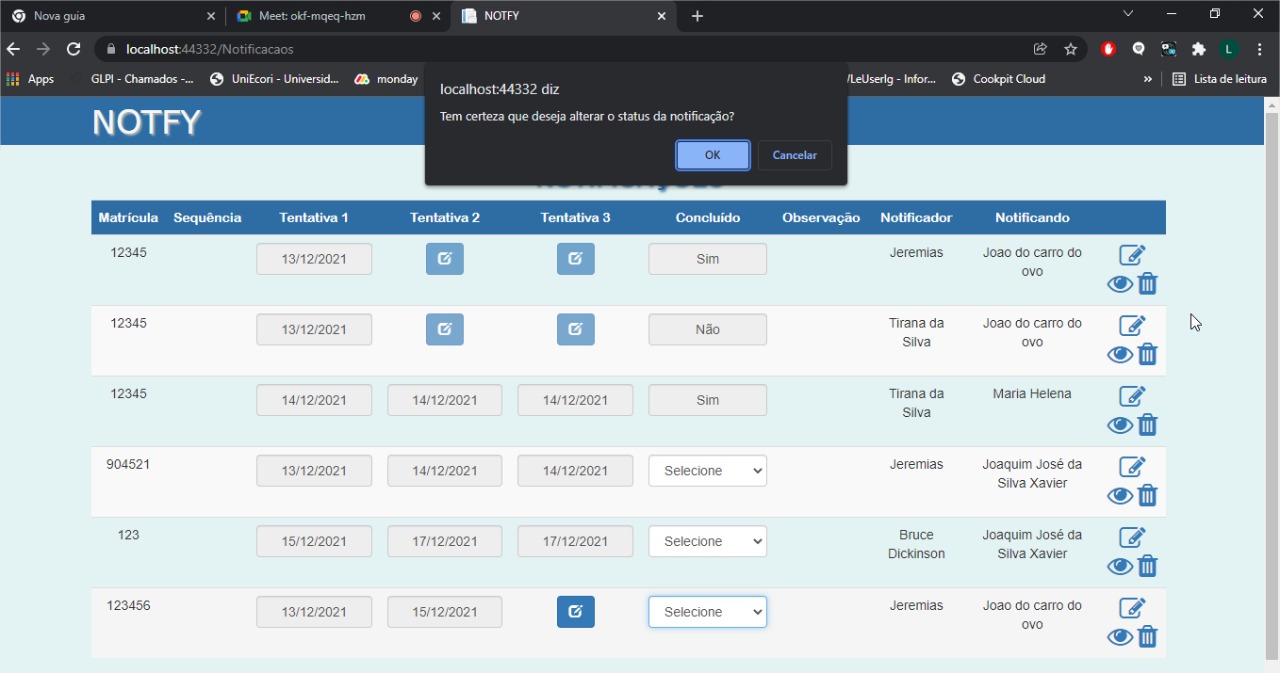 Nova guia
Meet: okf-mqeq-hzm
NOTFY
localhost:44332/Notificacaos
L
Apps
GLPI - Chamados -...
UniEcori - Universid...
monday
/LeUserIg - Infor...
Cockpit Cloud
»
Lista de leitura
localhost:44332 diz
Tem certeza que deseja alterar o status da notificação?
OK
Cancelar
NOTFY
Matrícula Sequência Tentativa 1 Tentativa 2 Tentativa 3 Concluído Observação Notificador Notificando
12345 13/12/2021 Sim Jeremias Joao do carro do
ovo
12345 13/12/2021 Não Tirana da Joao do carro do
Silva ovo
12345 14/12/2021 14/12/2021 14/12/2021 Sim Tirana da Maria Helena
Silva
904521 13/12/2021 14/12/2021 14/12/2021 Selecione Jeremias Joaquim José da
Silva Xavier
123 15/12/2021 17/12/2021 17/12/2021 Selecione Bruce Joaquim José da
Dickinson Silva Xavier
123456 13/12/2021 15/12/2021 Selecione Jeremias Joao do carro do
ovo